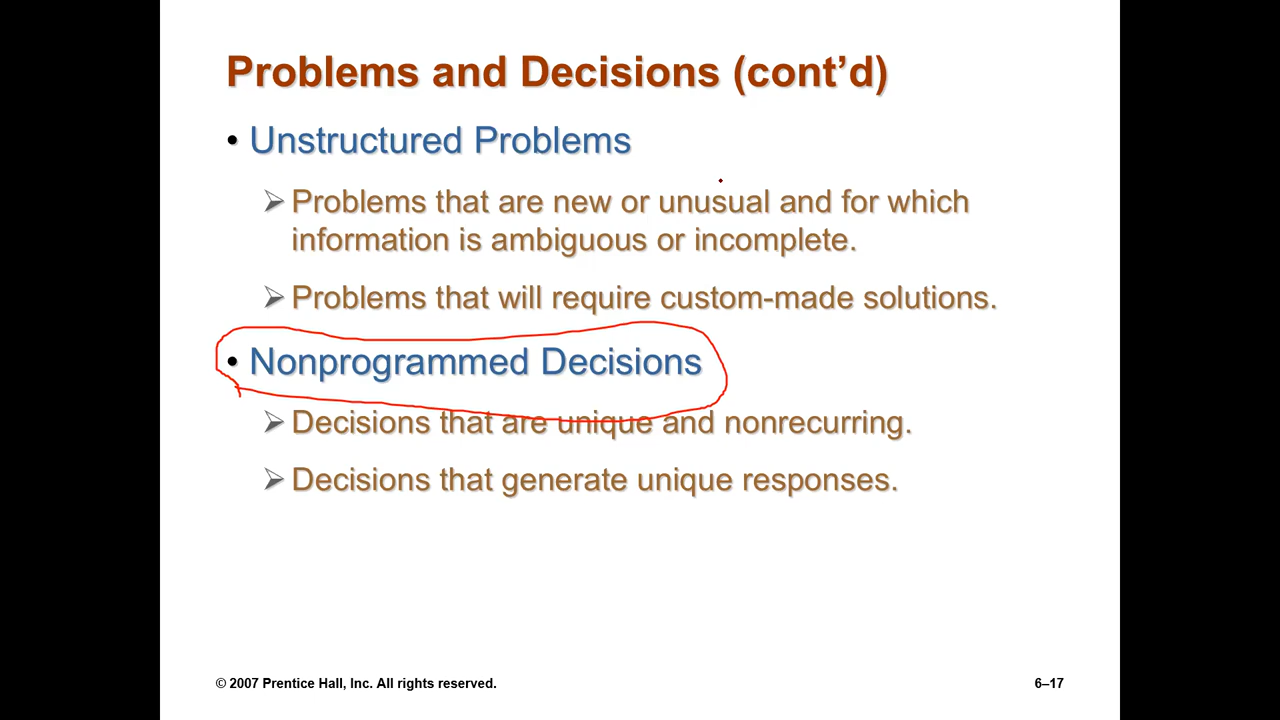 Problems and Decisions (cont’d)
• Unstructured Problems
➢ Problems that are new or unusual and for which
information is ambiguous or incomplete.
➢ Problems that will require custom-made solutions.
• Nonprogrammed Decisions
➢ Decisions that are unique and nonrecurring.
➢ Decisions that generate unique responses.
© 2007 Prentice Hall, Inc. All rights reserved.
6–17